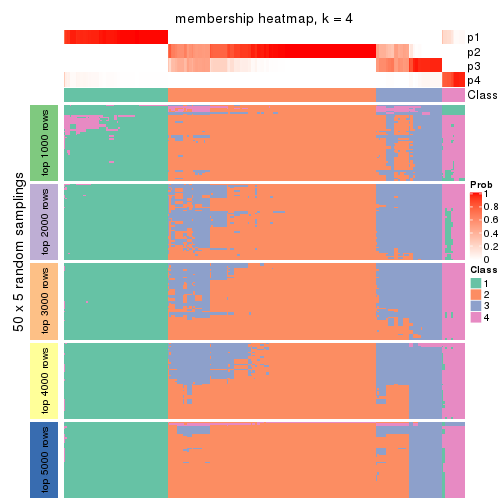 membership heatmap, k = 4
p1
p2
p3
p4
Class
50 x 5 random samplings
top 1000 rows
top 2000 rows
top 3000 rows
top 4000 rows
top 5000 rows
Prob
1
0.8
0.6
0.4
0.2
0
Class
1
2
3
4